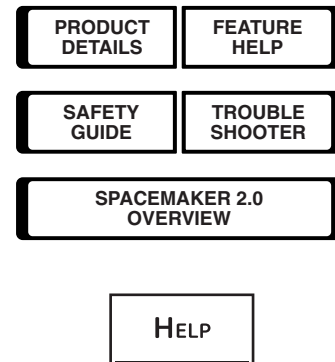 PRODUCT
DETAILS
FEATURE
HELP
SAFETY
GUIDE
TROUBLE
SHOOTER
SPACEMAKER 2.0
OVERVIEW
HELP